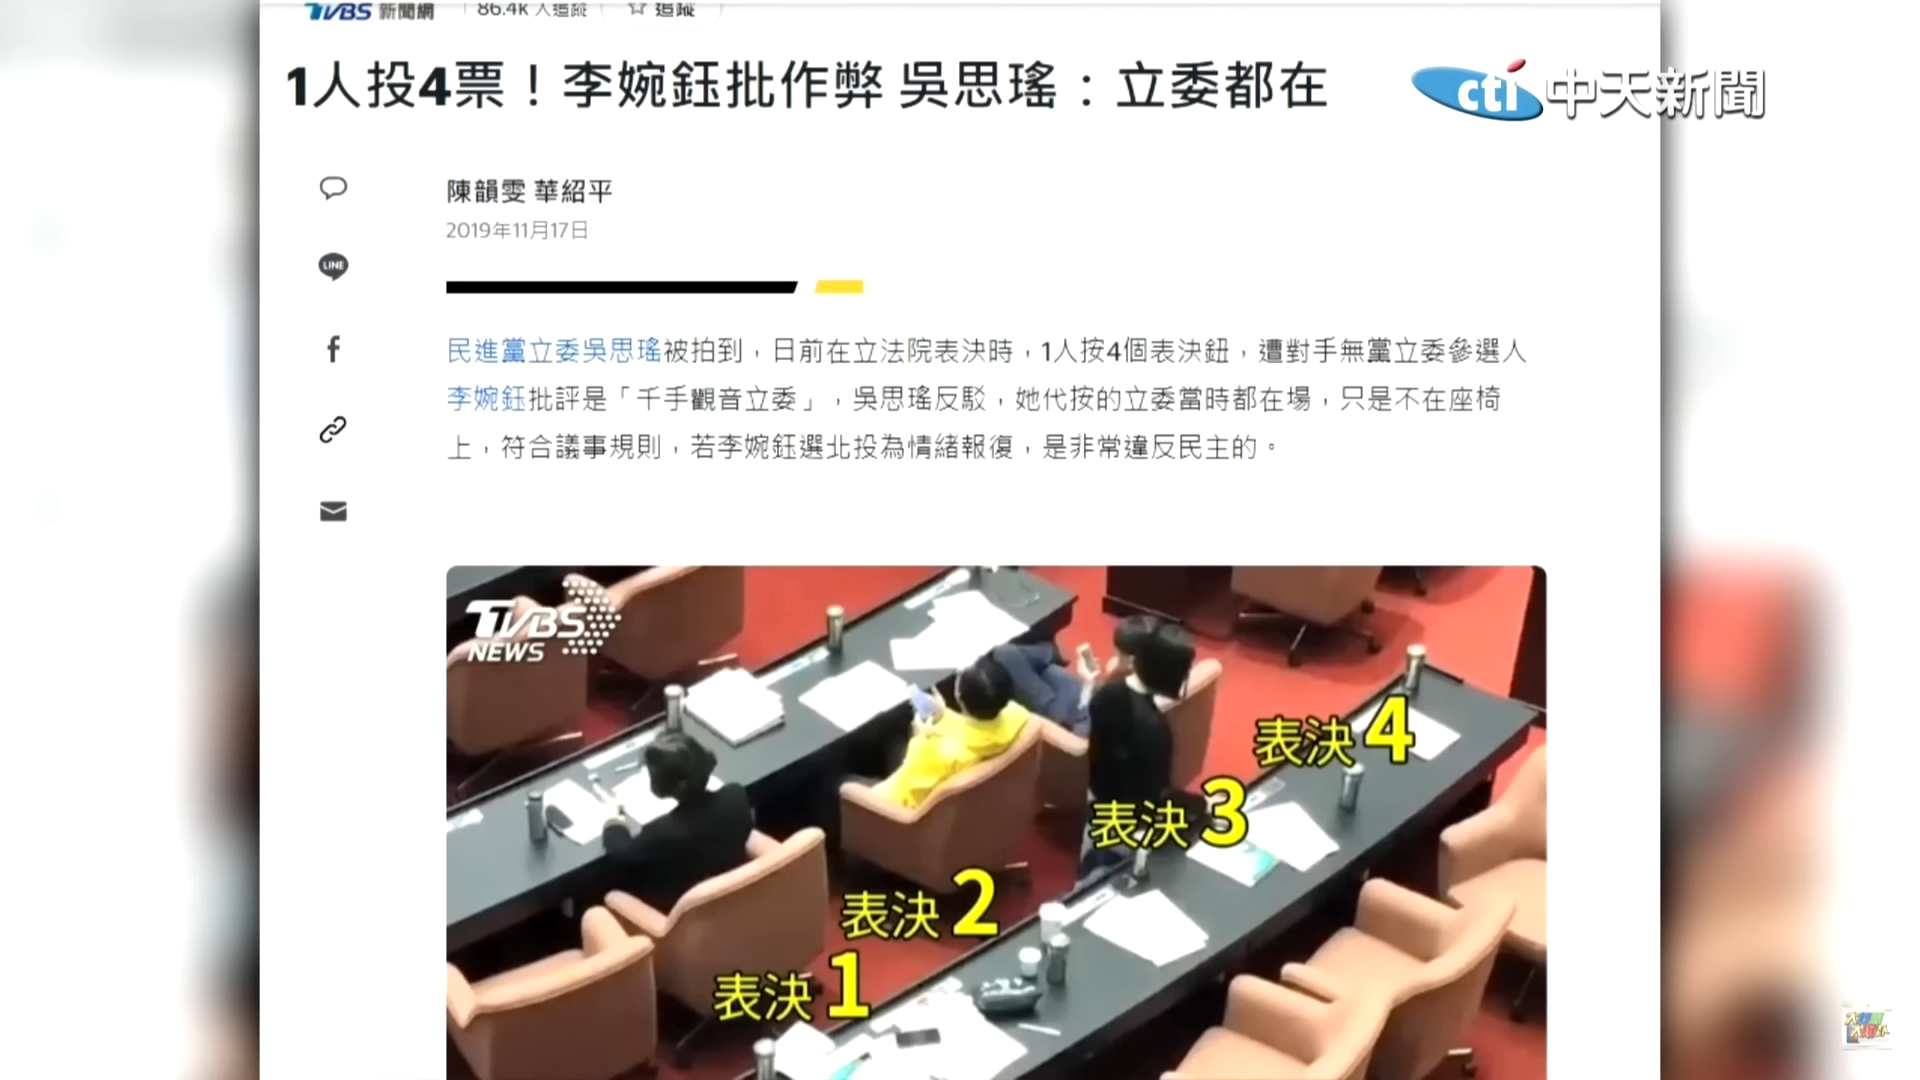 TVBS 新聞網
86.4k 人追蹤
追蹤
1人投4票！李婉鈺批作弊 吳思瑤：立委都在
cti 中天新聞
陳韻雯 華紹平
2019年11月17日
LINE
民進黨立委吳思瑤被拍到，日前在立法院表決時，1人按4個表決鈕，遭對手無黨立委參選人
李婉鈺批評是「千手觀音立委」，吳思瑤反駁，她代按的立委當時都在場，只是不在座椅
上，符合議事規則，若李婉鈺選北投為情緒報復，是非常違反民主的。
TVBS
NEWS
表決4
表決3
表決2
表決1